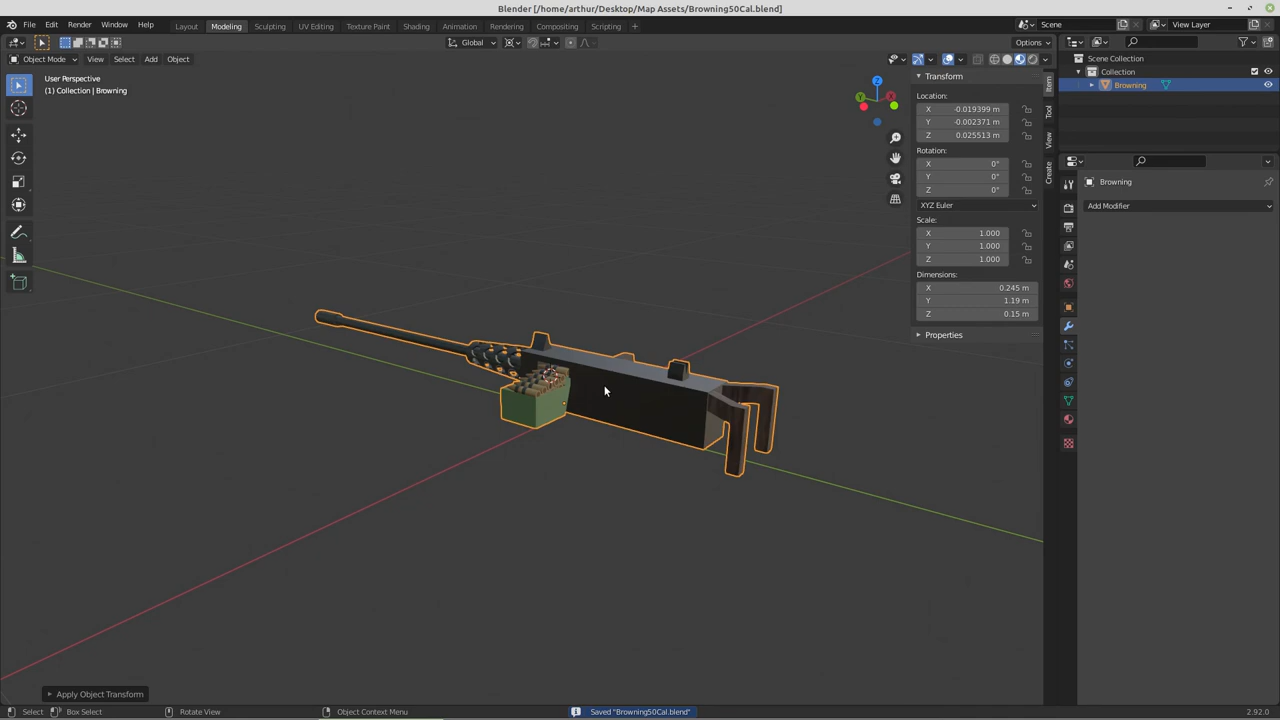 Blender [/home/arthur/Desktop/Map Assets/Browning50Cal.blend]
File Edit Render Window Help Layout Modeling Sculpting UV Editing Texture Paint Shading Animation Rendering Compositing Scripting + Scene View Layer
Global Options
Object Mode View Select Add Object
User Perspective
(1) Collection | Browning
Transform
Location:
X -0.019399 m
Y -0.002371 m
Z 0.025513 m
Rotation:
X 0°
Y 0°
Z 0°
XYZ Euler
Scale:
X 1.000
Y 1.000
Z 1.000
Dimensions:
X 0.245 m
Y 1.19 m
Z 0.15 m
Properties
Item
Tool
View
Create
Z
Y
X
Scene Collection
Collection
Browning
Browning
Add Modifier
Apply Object Transform
Select Box Select Rotate View Object Context Menu Saved "Browning50Cal.blend" 2.92.0